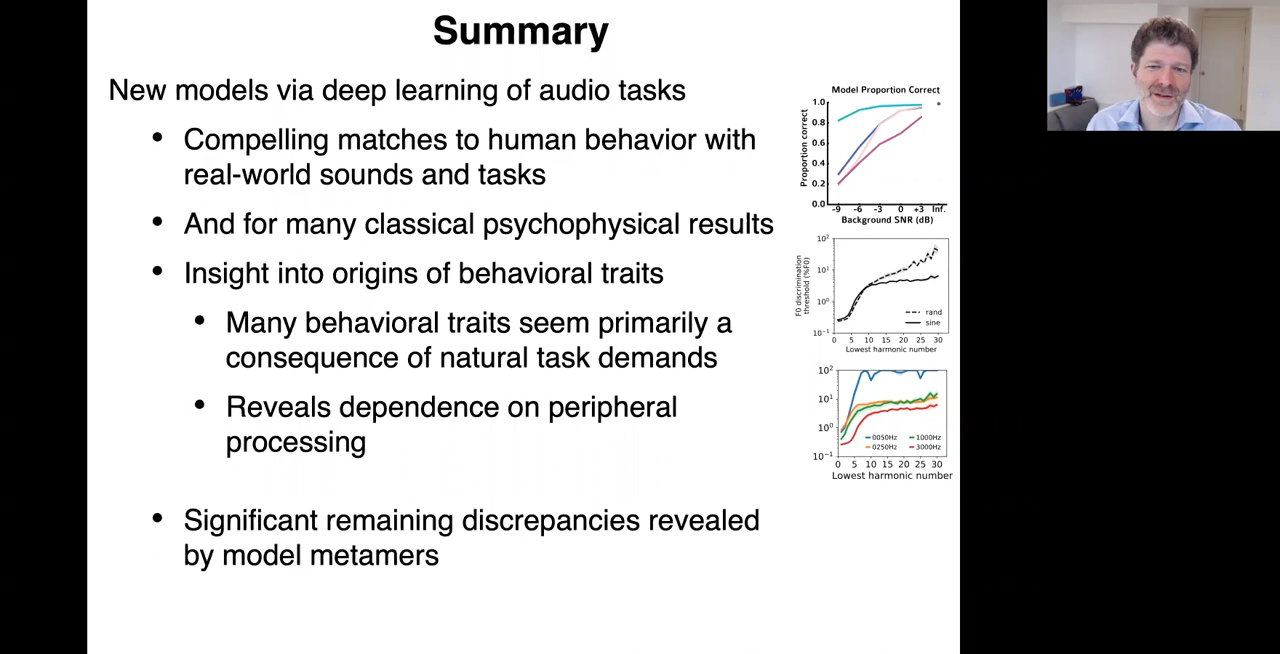 Summary
New models via deep learning of audio tasks
• Compelling matches to human behavior with
real-world sounds and tasks
• And for many classical psychophysical results
• Insight into origins of behavioral traits
• Many behavioral traits seem primarily a
consequence of natural task demands
• Reveals dependence on peripheral
processing
• Significant remaining discrepancies revealed
by model metamers
Model Proportion Correct
Proportion correct
1.0
0.8
0.6
0.4
0.2
0.0
-9 -6 -3 0 +3 Inf.
Background SNR (dB)
F0 discrimination
threshold (%F0)
10²
10¹
10⁰
10⁻¹
rand
sine
0 5 10 15 20 25 30
Lowest harmonic number
10²
10¹
10⁰
10⁻¹
0050Hz 1000Hz
0250Hz 3000Hz
0 5 10 15 20 25 30
Lowest harmonic number